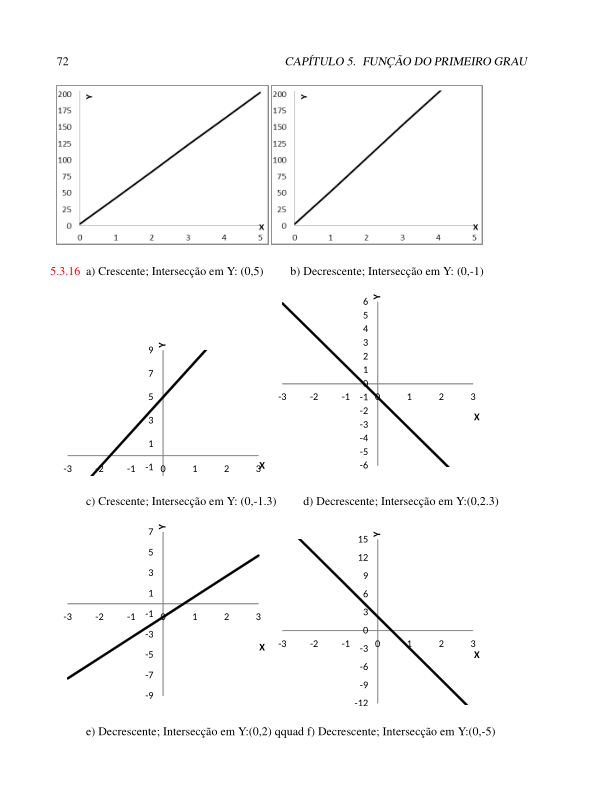 72 CAPÍTULO 5. FUNÇÃO DO PRIMEIRO GRAU
Y
200
175
150
125
100
75
50
25
0
0 1 2 3 4 5
X
Y
200
175
150
125
100
75
50
25
0
0 1 2 3 4 5
X
5.3.16 a) Crescente; Intersecção em Y: (0,5) b) Decrescente; Intersecção em Y: (0,-1)
Y
9
7
5
3
1
-1
-3 -2 -1 0 1 2 3
X
Y
6
5
4
3
2
1
0
-1
-2
-3
-4
-5
-6
-3 -2 -1 0 1 2 3
X
c) Crescente; Intersecção em Y: (0,-1.3) d) Decrescente; Intersecção em Y:(0,2.3)
Y
7
5
3
1
-1
-3
-5
-7
-9
-3 -2 -1 0 1 2 3
X
Y
15
12
9
6
3
0
-3
-6
-9
-12
-3 -2 -1 0 1 2 3
X
e) Decrescente; Intersecção em Y:(0,2) qquad f) Decrescente; Intersecção em Y:(0,-5)